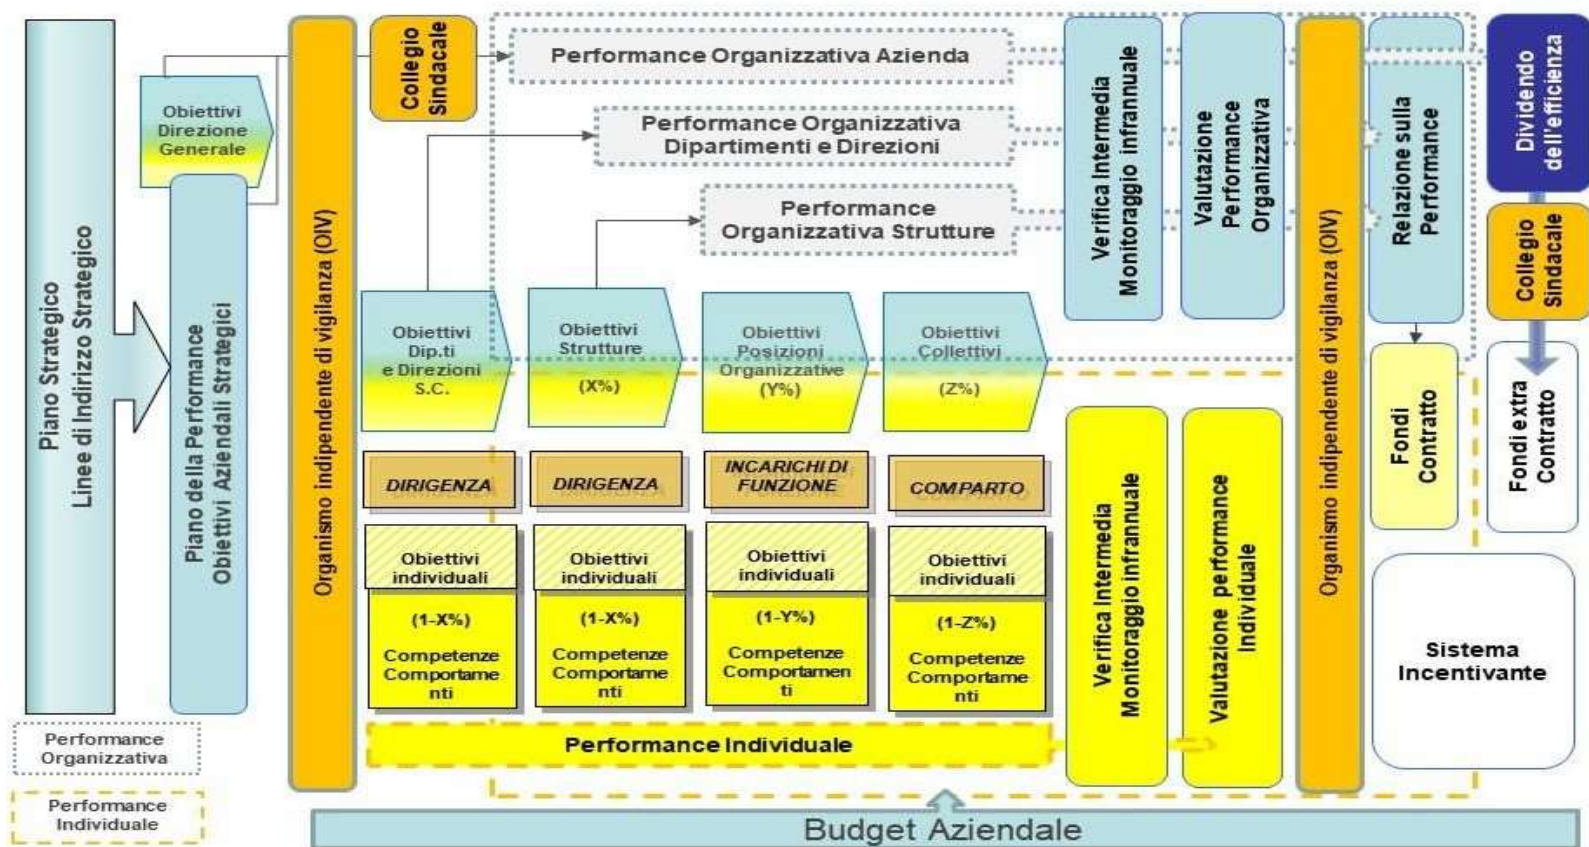 Piano Strategico
Linee di Indirizzo Strategico
Obiettivi
Direzione
Generale
Piano della Performance
Obiettivi Aziendali Strategici
Performance
Organizzativa
Performance
Individuale
Organismo indipendente di vigilanza (OIV)
Collegio
Sindacale
Performance Organizzativa Azienda
Performance Organizzativa
Dipartimenti e Direzioni
Performance
Organizzativa Strutture
Obiettivi
Dip.ti
e Direzioni
S.C.
Obiettivi
Strutture
(X%)
Obiettivi
Posizioni
Organizzative
(Y%)
Obiettivi
Collettivi
(Z%)
DIRIGENZA
DIRIGENZA
INCARICHI DI
FUNZIONE
COMPARTO
Obiettivi
individuali
(1-X%)
Competenze
Comportame
nti
Obiettivi
individuali
(1-X%)
Competenze
Comportame
nti
Obiettivi
individuali
(1-Y%)
Competenze
Comportamen
ti
Obiettivi
individuali
(1-Z%)
Competenze
Comportame
nti
Performance Individuale
Verifica Intermedia
Monitoraggio infrannuale
Valutazione
Performance
Organizzativa
Verifica Intermedia
Monitoraggio infrannuale
Valutazione performance
Individuale
Organismo indipendente di vigilanza (OIV)
Relazione sulla
Performance
Fondi
Contratto
Dividendo
dell'efficienza
Collegio
Sindacale
Fondi extra
Contratto
Sistema
Incentivante
Budget Aziendale